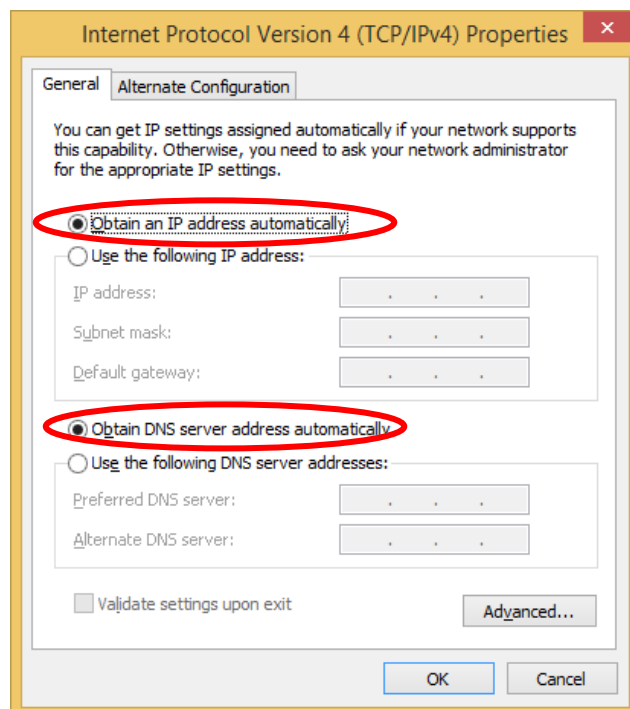 Internet Protocol Version 4 (TCP/IPv4) Properties
General
Alternate Configuration
You can get IP settings assigned automatically if your network supports
this capability. Otherwise, you need to ask your network administrator
for the appropriate IP settings.
Obtain an IP address automatically
Use the following IP address:
IP address:
Subnet mask:
Default gateway:
Obtain DNS server address automatically
Use the following DNS server addresses:
Preferred DNS server:
Alternate DNS server:
Validate settings upon exit
Advanced...
OK
Cancel